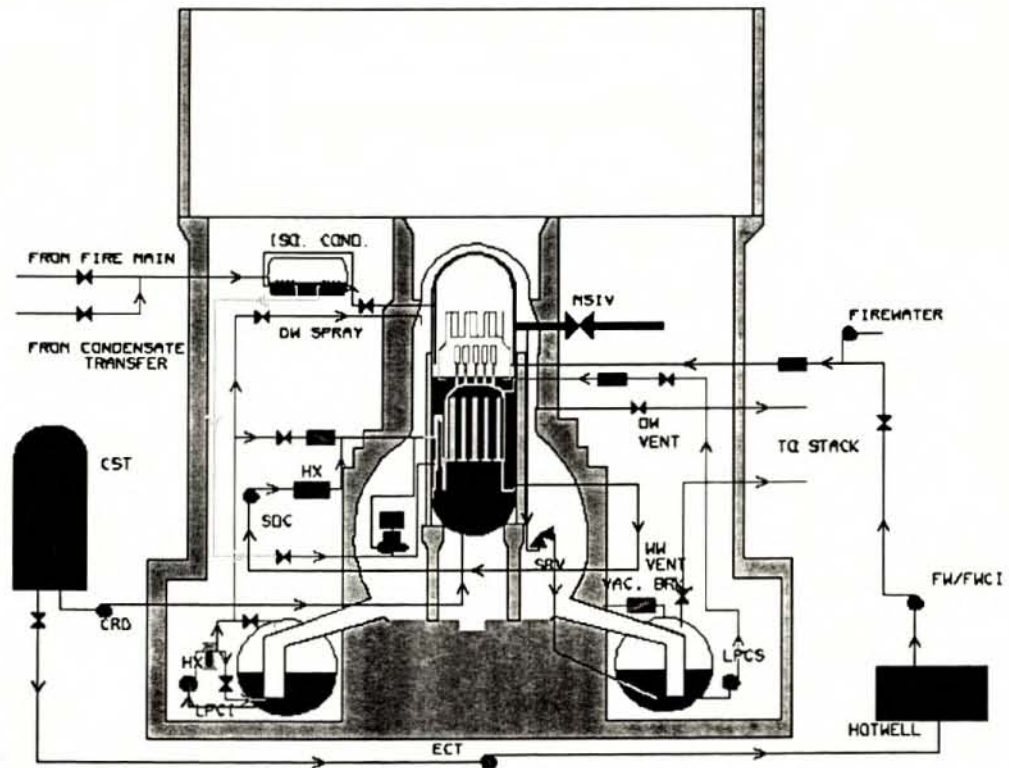 ISO. COND.
FROM FIRE MAIN
MSIV
FIREWATER
DW SPRAY
FROM CONDENSATE
TRANSFER
DW
VENT
TO STACK
CST
HX
SDC
SRV
WW
VENT
VAC. BRK
FW/FWCI
CRD
HX
LPCS
LPCI
HOTWELL
ECT